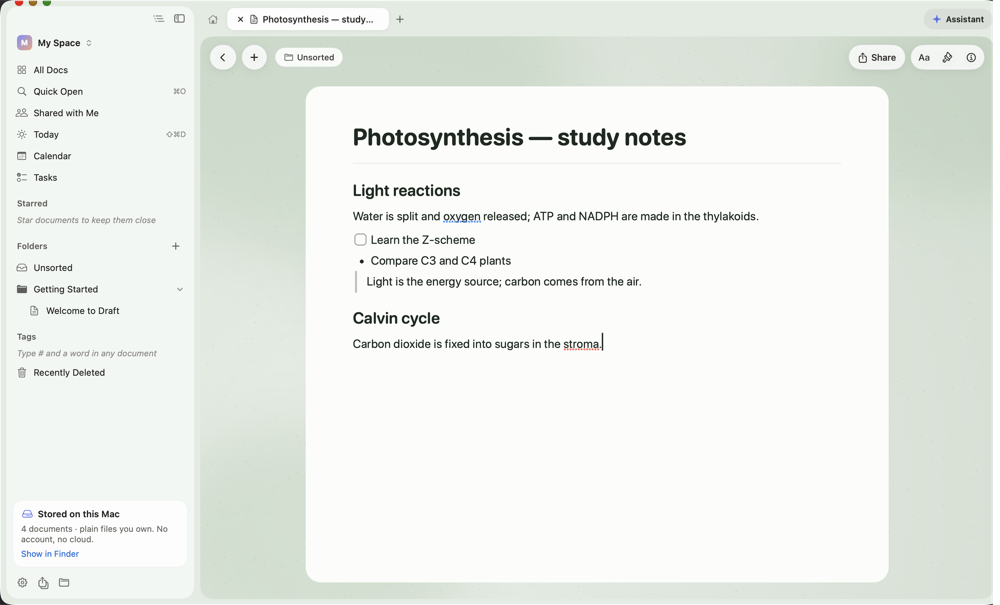 Photosynthesis — study...
Assistant
M My Space
All Docs
Quick Open ⌘O
Shared with Me
Today ⇧⌘D
Calendar
Tasks
Starred
Star documents to keep them close
Folders
Unsorted
Getting Started
Welcome to Draft
Tags
Type # and a word in any document
Recently Deleted
Stored on this Mac
4 documents · plain files you own. No
account, no cloud.
Show in Finder
Unsorted
Share
Aa
Photosynthesis — study notes
Light reactions
Water is split and oxygen released; ATP and NADPH are made in the thylakoids.
Learn the Z-scheme
• Compare C3 and C4 plants
Light is the energy source; carbon comes from the air.
Calvin cycle
Carbon dioxide is fixed into sugars in the stroma.